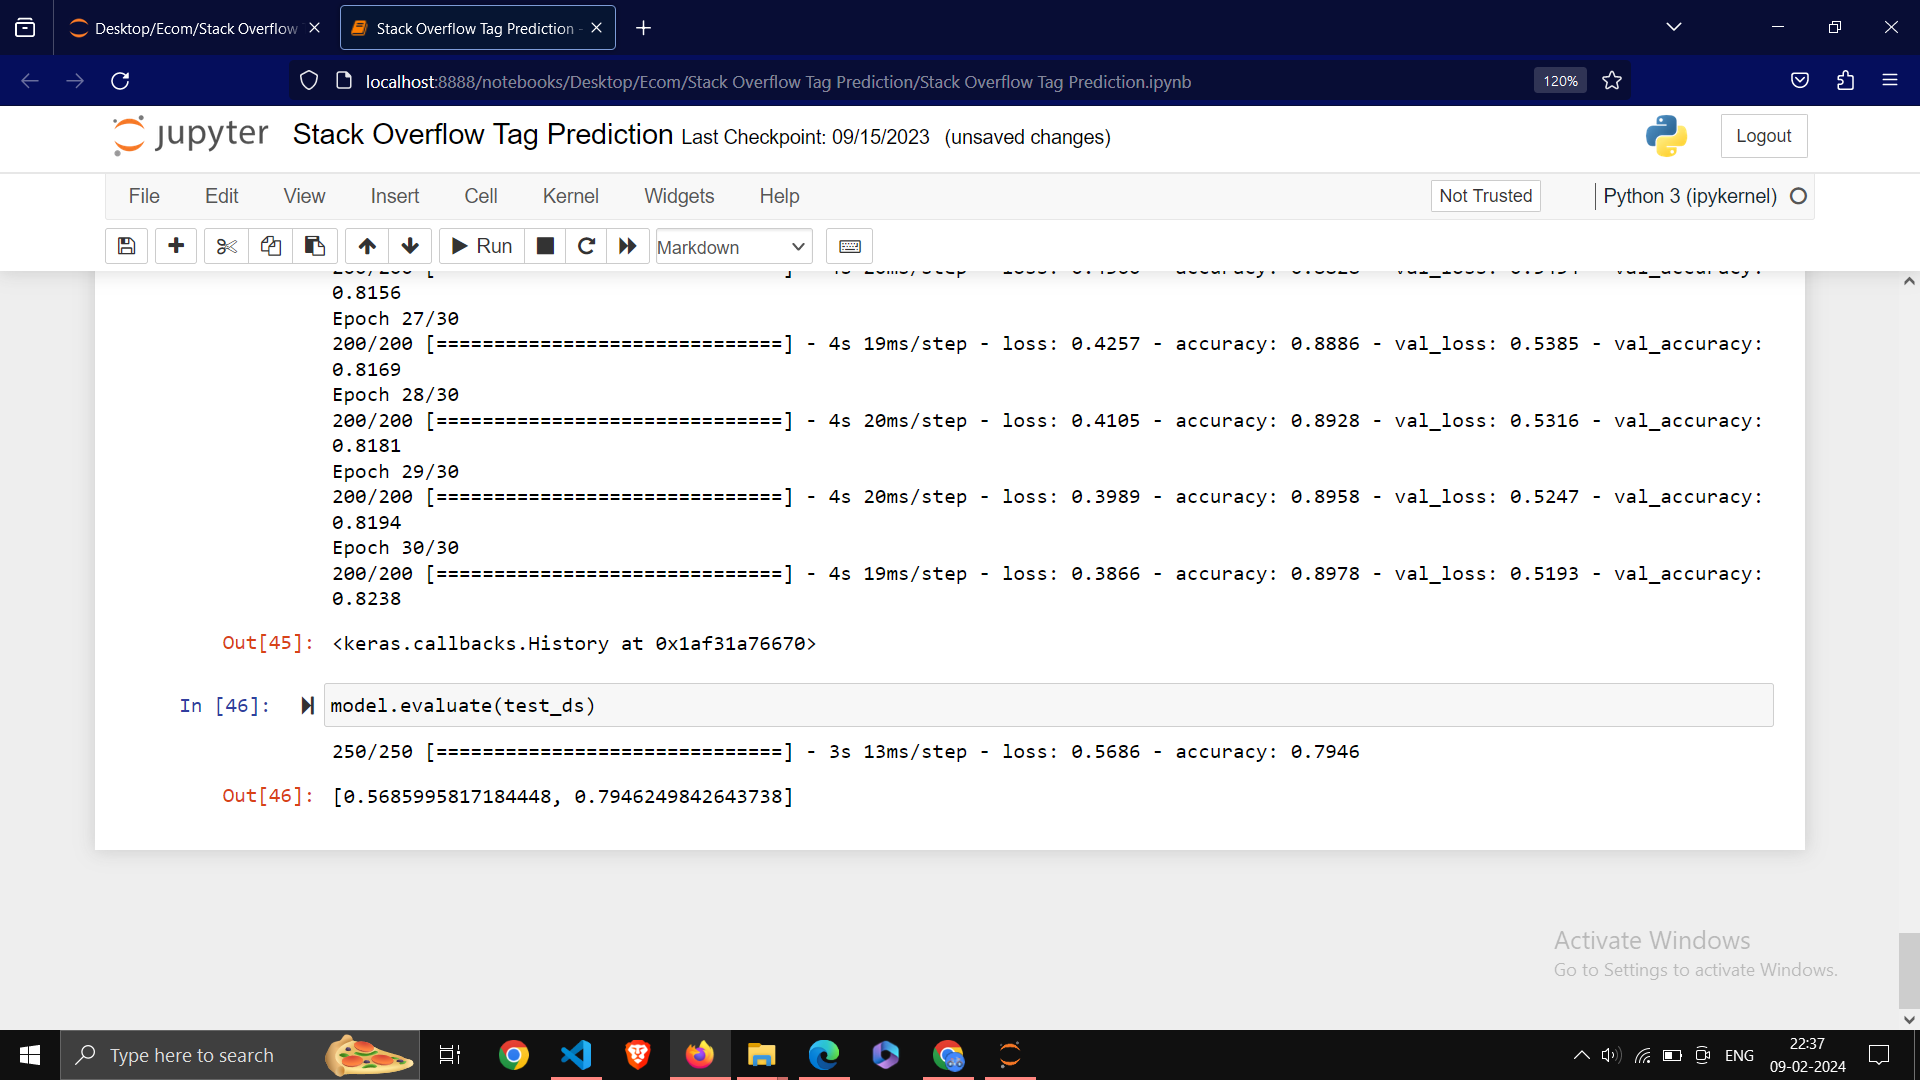 Desktop/Ecom/Stack Overflow
Stack Overflow Tag Prediction -
localhost:8888/notebooks/Desktop/Ecom/Stack Overflow Tag Prediction/Stack Overflow Tag Prediction.ipynb
120%
jupyter Stack Overflow Tag Prediction Last Checkpoint: 09/15/2023 (unsaved changes)
Logout
File Edit View Insert Cell Kernel Widgets Help
Not Trusted
Python 3 (ipykernel)
Run
Markdown
0.8156
Epoch 27/30
200/200 [==============================] - 4s 19ms/step - loss: 0.4257 - accuracy: 0.8886 - val_loss: 0.5385 - val_accuracy:
0.8169
Epoch 28/30
200/200 [==============================] - 4s 20ms/step - loss: 0.4105 - accuracy: 0.8928 - val_loss: 0.5316 - val_accuracy:
0.8181
Epoch 29/30
200/200 [==============================] - 4s 20ms/step - loss: 0.3989 - accuracy: 0.8958 - val_loss: 0.5247 - val_accuracy:
0.8194
Epoch 30/30
200/200 [==============================] - 4s 19ms/step - loss: 0.3866 - accuracy: 0.8978 - val_loss: 0.5193 - val_accuracy:
0.8238
Out[45]: <keras.callbacks.History at 0x1af31a76670>
In [46]: model.evaluate(test_ds)
250/250 [==============================] - 3s 13ms/step - loss: 0.5686 - accuracy: 0.7946
Out[46]: [0.5685995817184448, 0.7946249842643738]
Activate Windows
Go to Settings to activate Windows.
Type here to search
ENG
22:37
09-02-2024